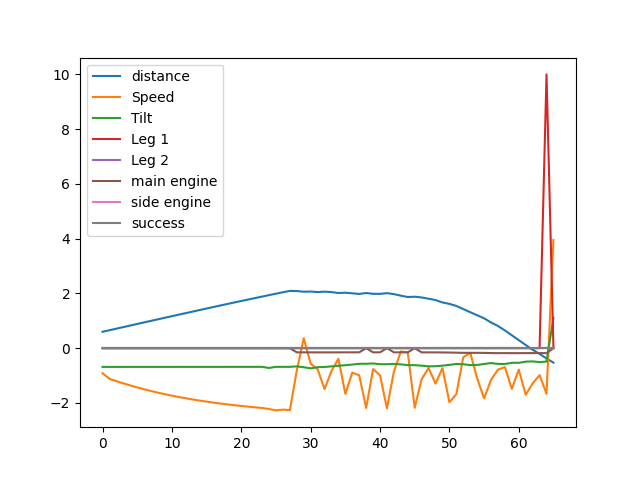 distance
Speed
Tilt
Leg 1
Leg 2
main engine
side engine
success
10
8
6
4
2
0
−2
0 10 20 30 40 50 60